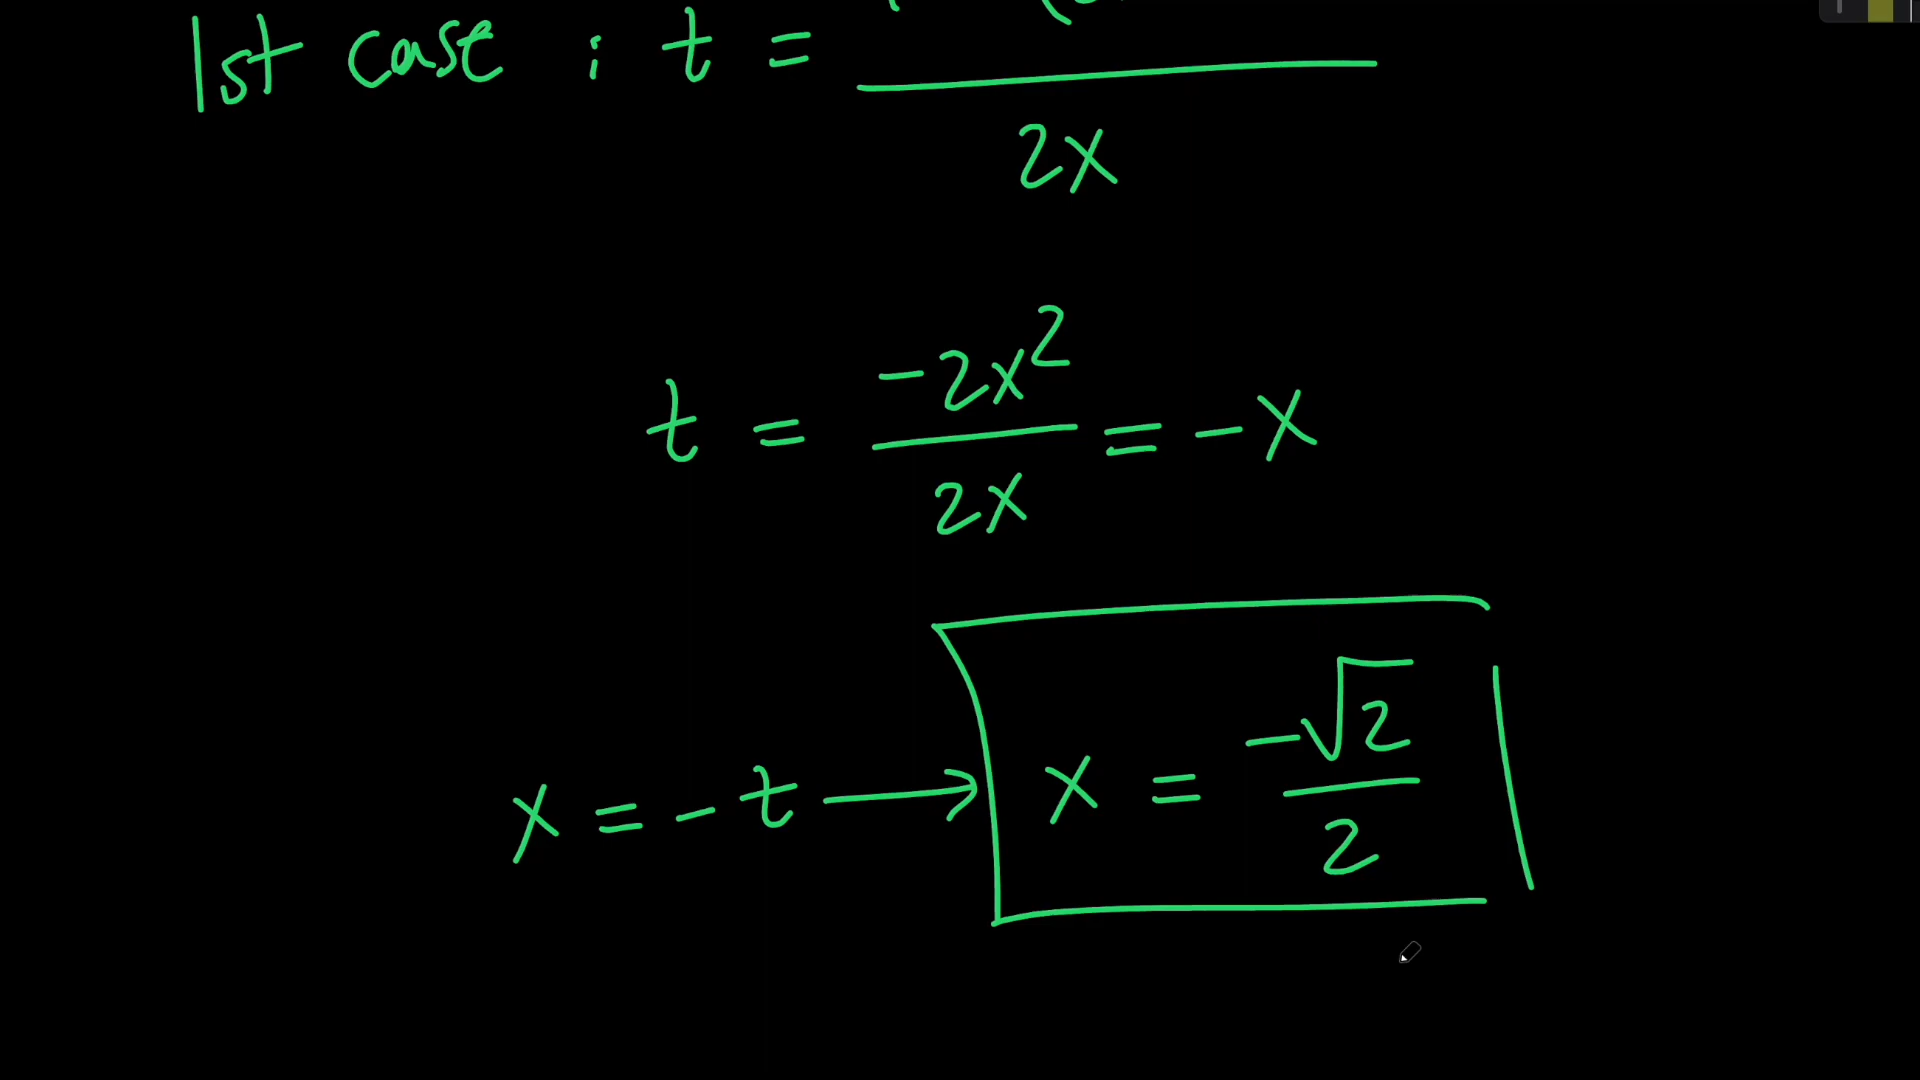 1st case : t =
2x
t = -2x² / 2x = -x
x = -t → x = -√2 / 2